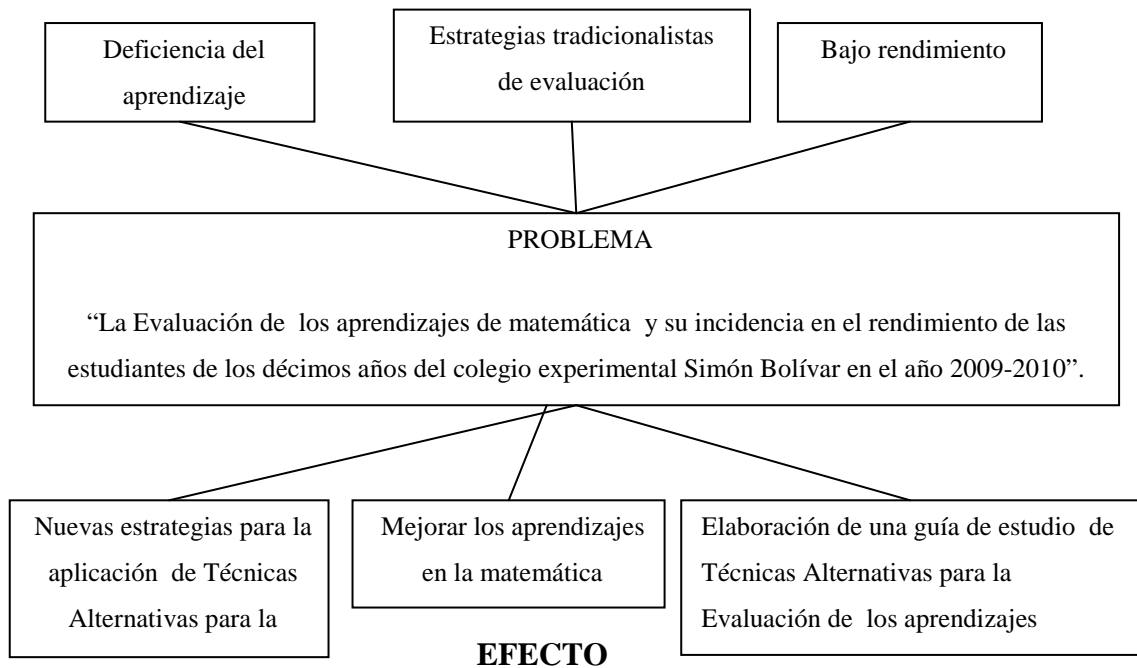 Deficiencia del
aprendizaje
Estrategias tradicionalistas
de evaluación
Bajo rendimiento
PROBLEMA
“La Evaluación de los aprendizajes de matemática y su incidencia en el rendimiento de las
estudiantes de los décimos años del colegio experimental Simón Bolívar en el año 2009-2010”.
Nuevas estrategias para la
aplicación de Técnicas
Alternativas para la
Mejorar los aprendizajes
en la matemática
Elaboración de una guía de estudio de
Técnicas Alternativas para la
Evaluación de los aprendizajes
EFECTO